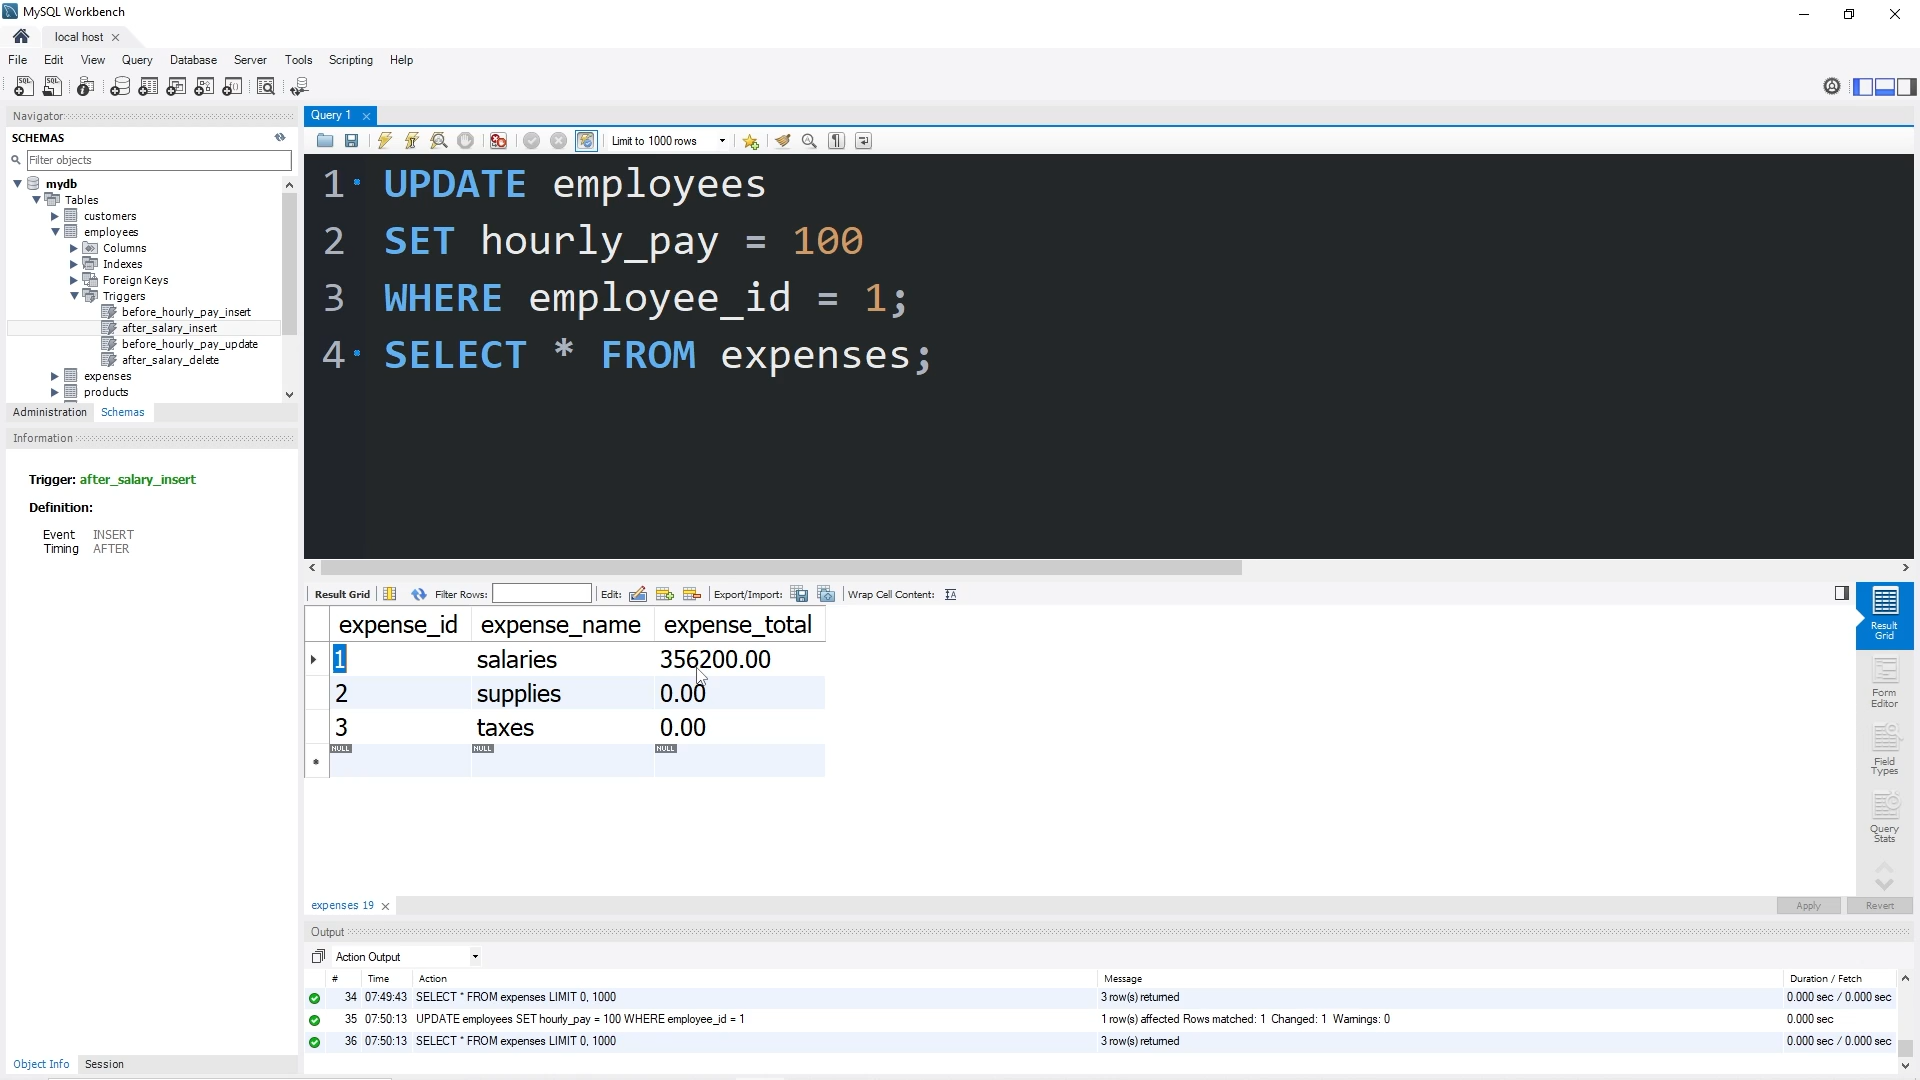 MySQL Workbench
local host
File Edit View Query Database Server Tools Scripting Help
Navigator
SCHEMAS
Filter objects
mydb
Tables
customers
employees
Columns
Indexes
Foreign Keys
Triggers
before_hourly_pay_insert
after_salary_insert
before_hourly_pay_update
after_salary_delete
expenses
products
Administration Schemas
Information
Trigger: after_salary_insert
Definition:
Event INSERT
Timing AFTER
Object Info Session
Query 1
Limit to 1000 rows
1 UPDATE employees
2 SET hourly_pay = 100
3 WHERE employee_id = 1;
4 SELECT * FROM expenses;
Result Grid Filter Rows: Edit: Export/Import: Wrap Cell Content:
expense_id expense_name expense_total
1 salaries 356200.00
2 supplies 0.00
3 taxes 0.00
NULL NULL NULL
Result Grid
Form Editor
Field Types
Query Stats
expenses 19 Apply Revert
Output
Action Output
# Time Action Message Duration / Fetch
34 07:49:43 SELECT * FROM expenses LIMIT 0, 1000 3 row(s) returned 0.000 sec / 0.000 sec
35 07:50:13 UPDATE employees SET hourly_pay = 100 WHERE employee_id = 1 1 row(s) affected Rows matched: 1 Changed: 1 Warnings: 0 0.000 sec
36 07:50:13 SELECT * FROM expenses LIMIT 0, 1000 3 row(s) returned 0.000 sec / 0.000 sec